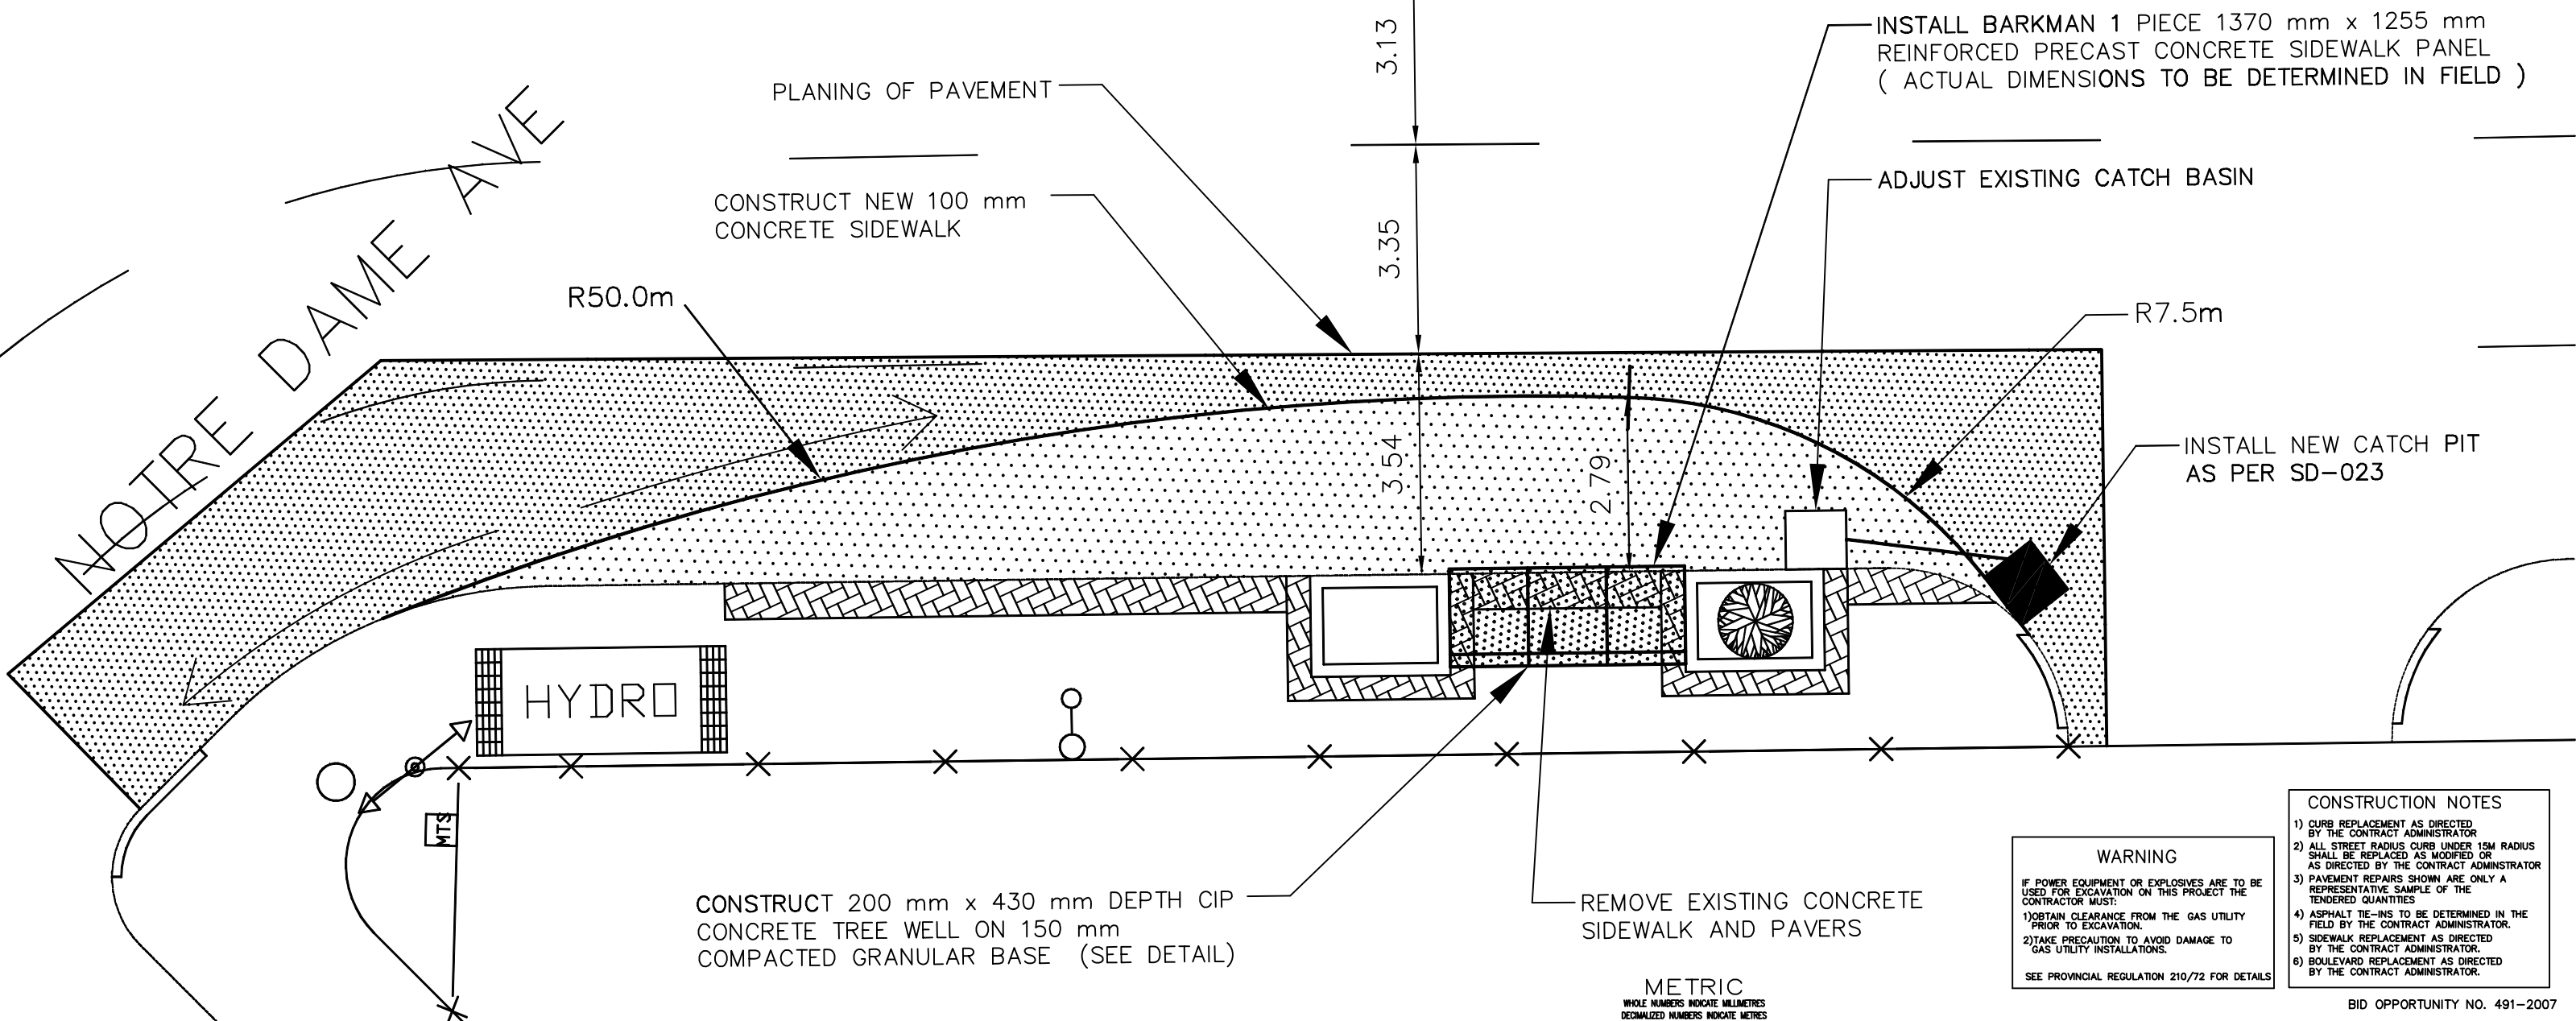 INSTALL BARKMAN 1 PIECE 1370 mm x 1255 mm
REINFORCED PRECAST CONCRETE SIDEWALK PANEL
( ACTUAL DIMENSIONS TO BE DETERMINED IN FIELD )
3.13
PLANING OF PAVEMENT
NOTRE DAME AVE
CONSTRUCT NEW 100 mm
CONCRETE SIDEWALK
ADJUST EXISTING CATCH BASIN
3.35
R50.0m
R7.5m
3.54
2.79
INSTALL NEW CATCH PIT
AS PER SD-023
HYDRO
MTS
CONSTRUCT 200 mm x 430 mm DEPTH CIP
CONCRETE TREE WELL ON 150 mm
COMPACTED GRANULAR BASE (SEE DETAIL)
REMOVE EXISTING CONCRETE
SIDEWALK AND PAVERS
METRIC
WHOLE NUMBERS INDICATE MILLIMETRES
DECIMALIZED NUMBERS INDICATE METRES
WARNING
IF POWER EQUIPMENT OR EXPLOSIVES ARE TO BE
USED FOR EXCAVATION ON THIS PROJECT THE
CONTRACTOR MUST:
1)OBTAIN CLEARANCE FROM THE GAS UTILITY
PRIOR TO EXCAVATION.
2)TAKE PRECAUTION TO AVOID DAMAGE TO
GAS UTILITY INSTALLATIONS.
SEE PROVINCIAL REGULATION 210/72 FOR DETAILS
CONSTRUCTION NOTES
1) CURB REPLACEMENT AS DIRECTED
BY THE CONTRACT ADMINISTRATOR
2) ALL STREET RADIUS CURB UNDER 15M RADIUS
SHALL BE REPLACED AS MODIFIED OR
AS DIRECTED BY THE CONTRACT ADMINSTRATOR
3) PAVEMENT REPAIRS SHOWN ARE ONLY A
REPRESENTATIVE SAMPLE OF THE
TENDERED QUANTITIES
4) ASPHALT TIE-INS TO BE DETERMINED IN THE
FIELD BY THE CONTRACT ADMINISTRATOR.
5) SIDEWALK REPLACEMENT AS DIRECTED
BY THE CONTRACT ADMINISTRATOR.
6) BOULEVARD REPLACEMENT AS DIRECTED
BY THE CONTRACT ADMINISTRATOR.
BID OPPORTUNITY NO. 491-2007